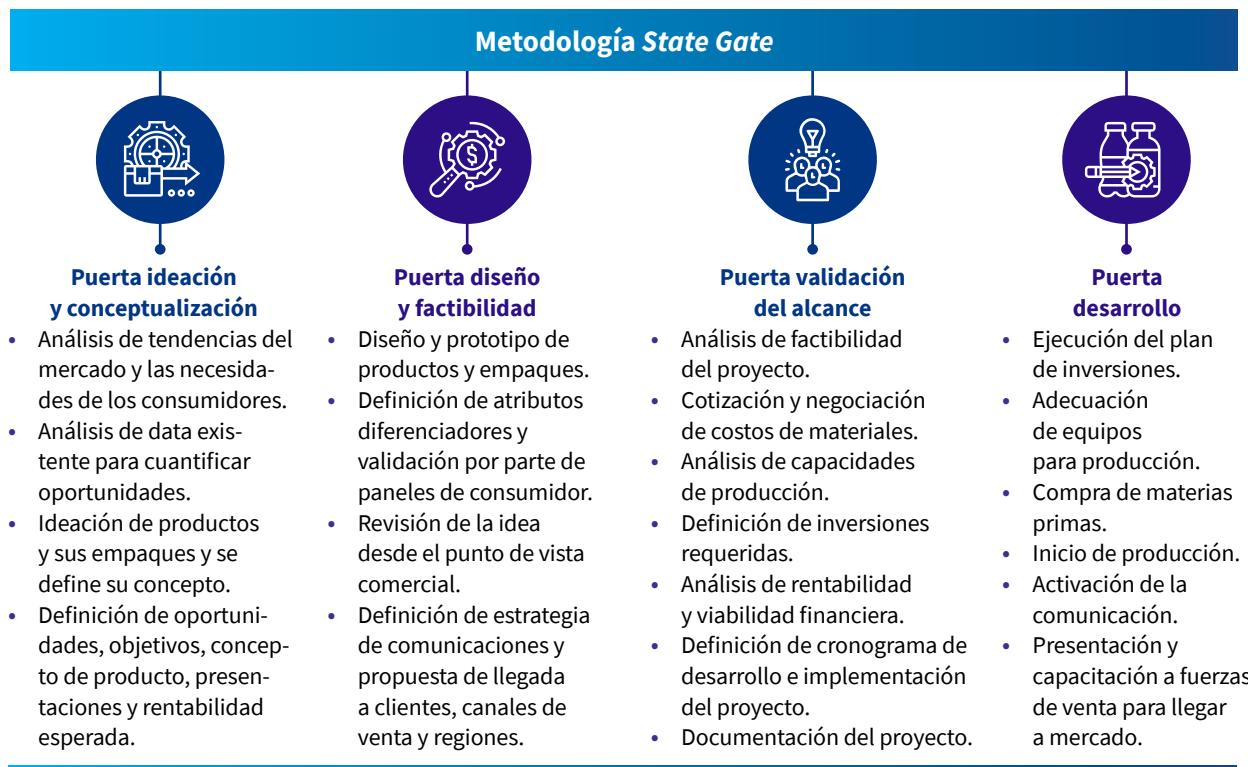 Metodología State Gate
Puerta ideación
y conceptualización
• Análisis de tendencias del
mercado y las necesida-
des de los consumidores.
• Análisis de data exis-
tente para cuantificar
oportunidades.
• Ideación de productos
y sus empaques y se
define su concepto.
• Definición de oportuni-
dades, objetivos, concep-
to de producto, presen-
taciones y rentabilidad
esperada.
Puerta diseño
y factibilidad
• Diseño y prototipo de
productos y empaques.
• Definición de atributos
diferenciadores y
validación por parte de
paneles de consumidor.
• Revisión de la idea
desde el punto de vista
comercial.
• Definición de estrategia
de comunicaciones y
propuesta de llegada
a clientes, canales de
venta y regiones.
Puerta validación
del alcance
• Análisis de factibilidad
del proyecto.
• Cotización y negociación
de costos de materiales.
• Análisis de capacidades
de producción.
• Definición de inversiones
requeridas.
• Análisis de rentabilidad
y viabilidad financiera.
• Definición de cronograma de
desarrollo e implementación
del proyecto.
• Documentación del proyecto.
Puerta
desarrollo
• Ejecución del plan
de inversiones.
• Adecuación
de equipos
para producción.
• Compra de materias
primas.
• Inicio de producción.
• Activación de la
comunicación.
• Presentación y
capacitación a fuerzas
de venta para llegar
a mercado.